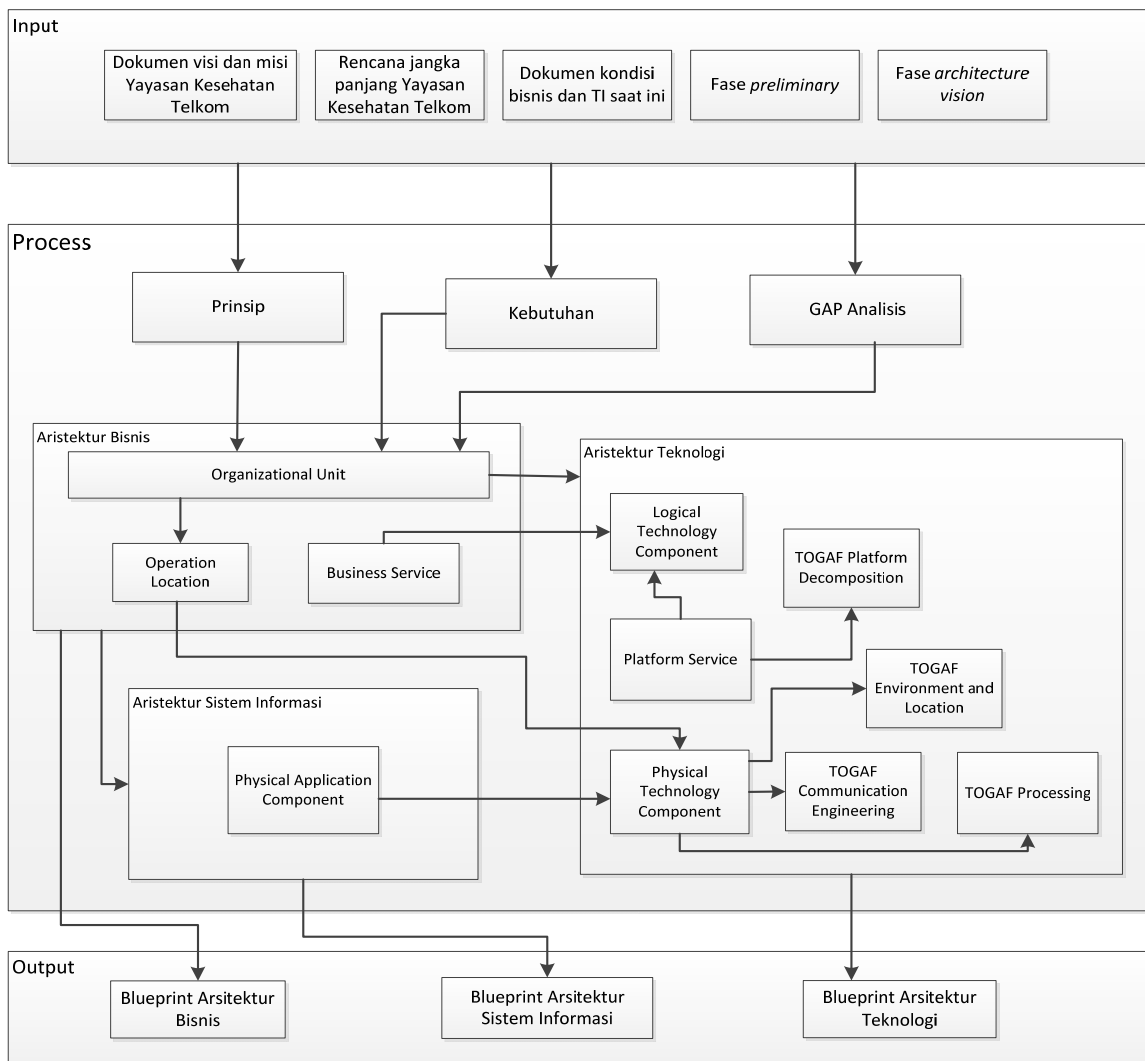 Input
Dokumen visi dan misi
Yayasan Kesehatan
Telkom
Rencana jangka
panjang Yayasan
Kesehatan Telkom
Dokumen kondisi
bisnis dan TI saat ini
Fase preliminary
Fase architecture
vision
Process
Prinsip
Kebutuhan
GAP Analisis
Aristektur Bisnis
Organizational Unit
Operation
Location
Business Service
Aristektur Teknologi
Logical
Technology
Component
TOGAF Platform
Decomposition
Platform Service
TOGAF
Environment and
Location
Aristektur Sistem Informasi
Physical Application
Component
Physical
Technology
Component
TOGAF
Communication
Engineering
TOGAF Processing
Output
Blueprint Arsitektur
Bisnis
Blueprint Arsitektur
Sistem Informasi
Blueprint Arsitektur
Teknologi